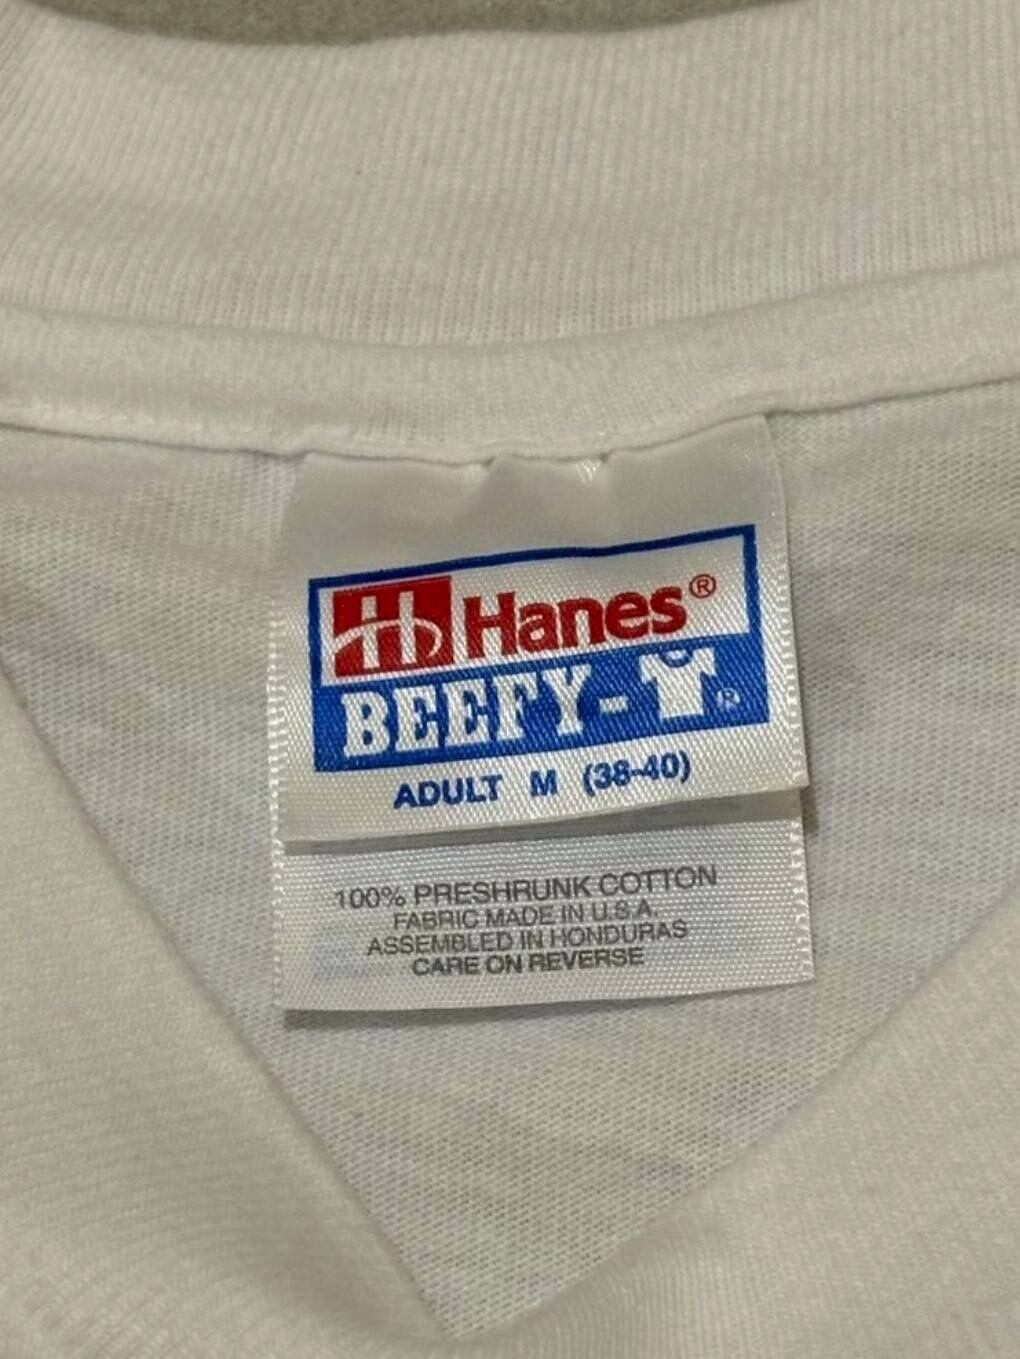 Hanes®
BEEFY-T®
ADULT M (38-40)
100% PRESHRUNK COTTON
FABRIC MADE IN U.S.A.
ASSEMBLED IN HONDURAS
CARE ON REVERSE